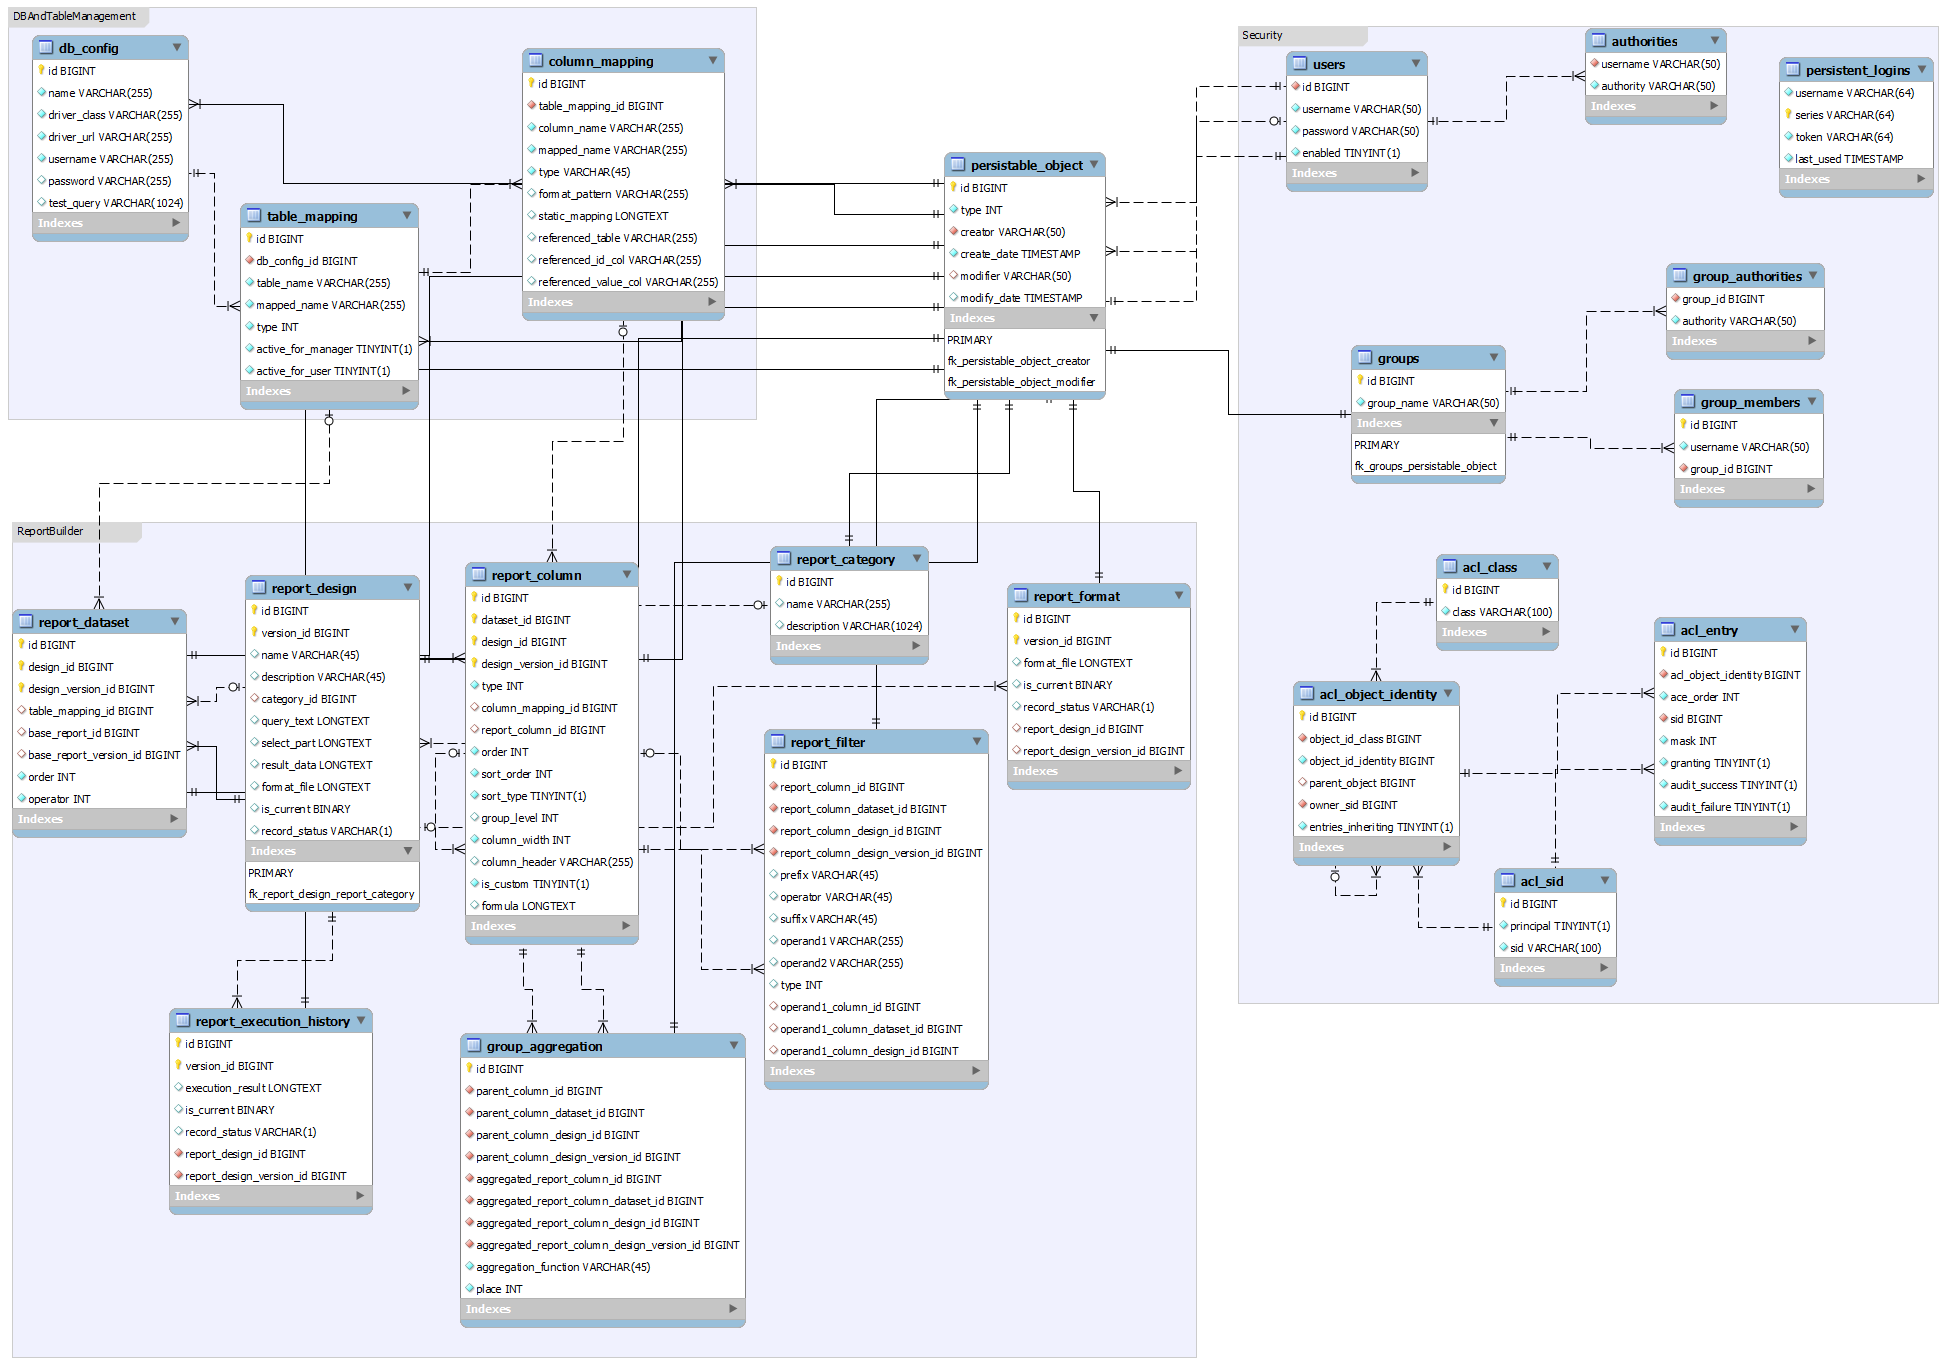 DBAndTableManagement
db_config
id BIGINT
name VARCHAR(255)
driver_class VARCHAR(255)
driver_url VARCHAR(255)
username VARCHAR(255)
password VARCHAR(255)
test_query VARCHAR(1024)
Indexes
table_mapping
id BIGINT
db_config_id BIGINT
table_name VARCHAR(255)
mapped_name VARCHAR(255)
type INT
active_for_manager TINYINT(1)
active_for_user TINYINT(1)
Indexes
column_mapping
id BIGINT
table_mapping_id BIGINT
column_name VARCHAR(255)
mapped_name VARCHAR(255)
type VARCHAR(45)
format_pattern VARCHAR(255)
static_mapping LONGTEXT
referenced_table VARCHAR(255)
referenced_id_col VARCHAR(255)
referenced_value_col VARCHAR(255)
Indexes
persistable_object
id BIGINT
type INT
creator VARCHAR(50)
create_date TIMESTAMP
modifier VARCHAR(50)
modify_date TIMESTAMP
Indexes
PRIMARY
fk_persistable_object_creator
fk_persistable_object_modifier
Security
users
id BIGINT
username VARCHAR(50)
password VARCHAR(50)
enabled TINYINT(1)
Indexes
authorities
username VARCHAR(50)
authority VARCHAR(50)
Indexes
persistent_logins
username VARCHAR(64)
series VARCHAR(64)
token VARCHAR(64)
last_used TIMESTAMP
Indexes
group_authorities
group_id BIGINT
authority VARCHAR(50)
Indexes
groups
id BIGINT
group_name VARCHAR(50)
Indexes
PRIMARY
fk_groups_persistable_object
group_members
id BIGINT
username VARCHAR(50)
group_id BIGINT
Indexes
acl_class
id BIGINT
class VARCHAR(100)
Indexes
acl_entry
id BIGINT
acl_object_identity BIGINT
ace_order INT
sid BIGINT
mask INT
granting TINYINT(1)
audit_success TINYINT(1)
audit_failure TINYINT(1)
Indexes
acl_object_identity
id BIGINT
object_id_class BIGINT
object_id_identity BIGINT
parent_object BIGINT
owner_sid BIGINT
entries_inheriting TINYINT(1)
Indexes
acl_sid
id BIGINT
principal TINYINT(1)
sid VARCHAR(100)
Indexes
ReportBuilder
report_dataset
id BIGINT
design_id BIGINT
design_version_id BIGINT
table_mapping_id BIGINT
base_report_id BIGINT
base_report_version_id BIGINT
order INT
operator INT
Indexes
report_design
id BIGINT
version_id BIGINT
name VARCHAR(45)
description VARCHAR(45)
category_id BIGINT
query_text LONGTEXT
select_part LONGTEXT
result_data LONGTEXT
format_file LONGTEXT
is_current BINARY
record_status VARCHAR(1)
Indexes
PRIMARY
fk_report_design_report_category
report_column
id BIGINT
dataset_id BIGINT
design_id BIGINT
design_version_id BIGINT
type INT
column_mapping_id BIGINT
report_column_id BIGINT
order INT
sort_order INT
sort_type TINYINT(1)
group_level INT
column_width INT
column_header VARCHAR(255)
is_custom TINYINT(1)
formula LONGTEXT
Indexes
report_category
id BIGINT
name VARCHAR(255)
description VARCHAR(1024)
Indexes
report_format
id BIGINT
version_id BIGINT
format_file LONGTEXT
is_current BINARY
record_status VARCHAR(1)
report_design_id BIGINT
report_design_version_id BIGINT
Indexes
report_filter
id BIGINT
report_column_id BIGINT
report_column_dataset_id BIGINT
report_column_design_id BIGINT
report_column_design_version_id BIGINT
prefix VARCHAR(45)
operator VARCHAR(45)
suffix VARCHAR(45)
operand1 VARCHAR(255)
operand2 VARCHAR(255)
type INT
operand1_column_id BIGINT
operand1_column_dataset_id BIGINT
operand1_column_design_id BIGINT
Indexes
report_execution_history
id BIGINT
version_id BIGINT
execution_result LONGTEXT
is_current BINARY
record_status VARCHAR(1)
report_design_id BIGINT
report_design_version_id BIGINT
Indexes
group_aggregation
id BIGINT
parent_column_id BIGINT
parent_column_dataset_id BIGINT
parent_column_design_id BIGINT
parent_column_design_version_id BIGINT
aggregated_report_column_id BIGINT
aggregated_report_column_dataset_id BIGINT
aggregated_report_column_design_id BIGINT
aggregated_report_column_design_version_id BIGINT
aggregation_function VARCHAR(45)
place INT
Indexes